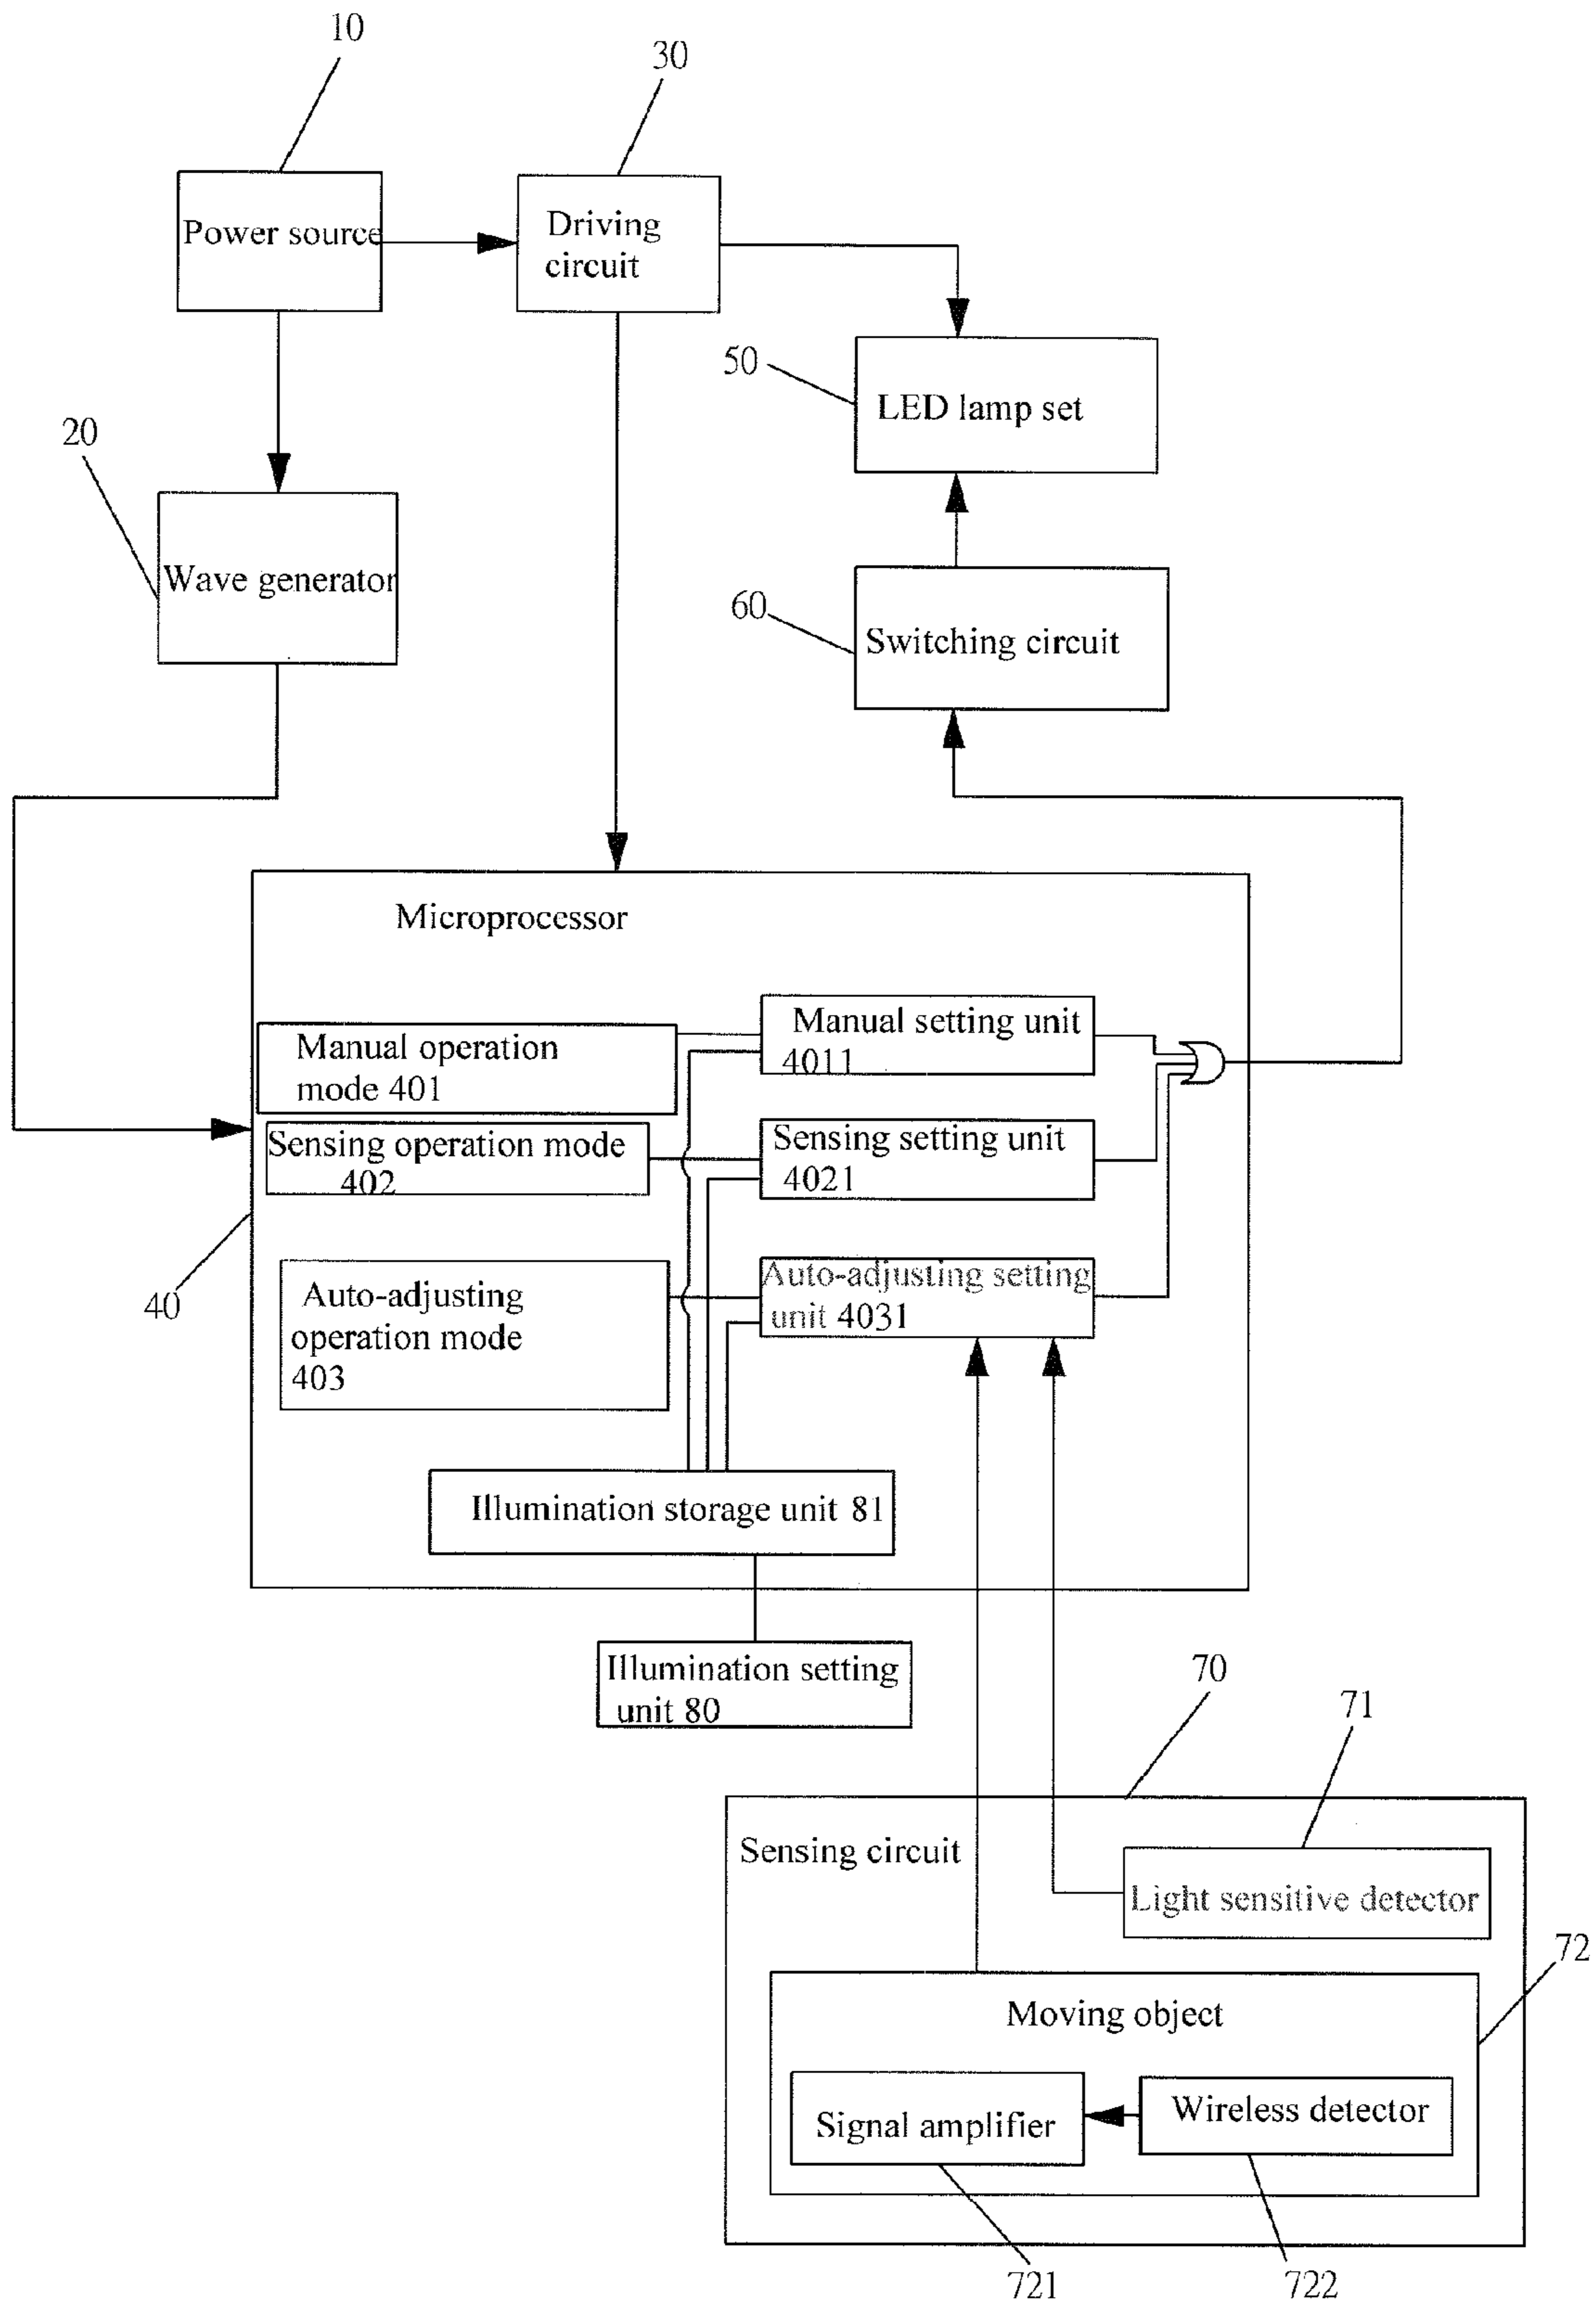 10
30
Power source
Driving
circuit
50
LED lamp set
20
Wave generator
60
Switching circuit
Microprocessor
Manual operation
mode 401
Manual setting unit
4011
Sensing operation mode
402
Sensing setting unit
4021
40
Auto-adjusting
operation mode
403
Auto-adjusting setting
unit 4031
Illumination storage unit 81
Illumination setting
unit 80
70
71
Sensing circuit
Light sensitive detector
72
Moving object
Signal amplifier
Wireless detector
721
722